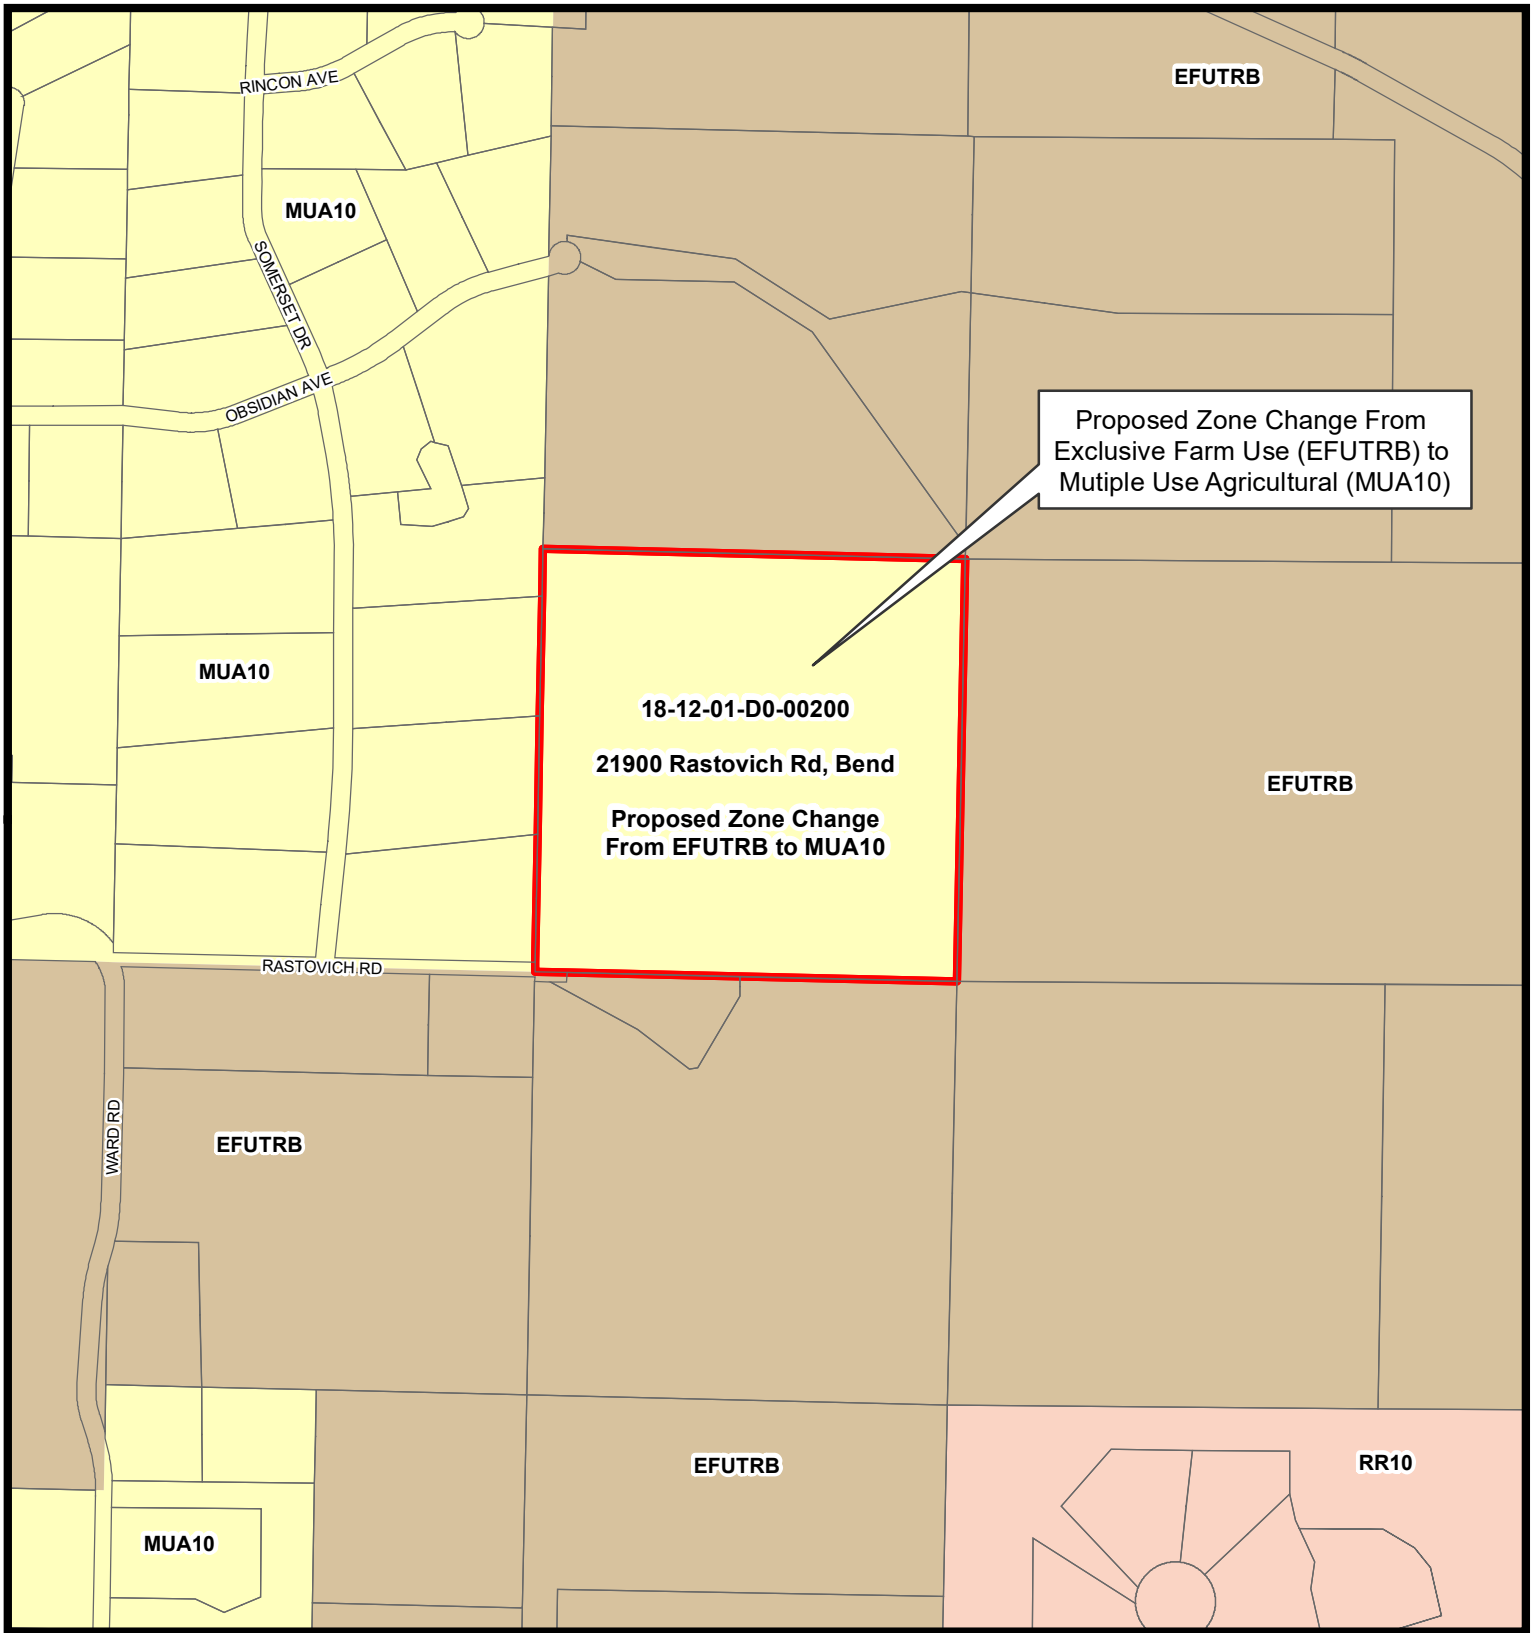 RINCON AVE
EFUTRB
MUA10
SOMERSET DR
OBSIDIAN AVE
Proposed Zone Change From
Exclusive Farm Use (EFUTRB) to
Mutiple Use Agricultural (MUA10)
MUA10
18-12-01-D0-00200
21900 Rastovich Rd, Bend
Proposed Zone Change
From EFUTRB to MUA10
EFUTRB
RASTOVICH RD
WARD RD
EFUTRB
EFUTRB
RR10
MUA10